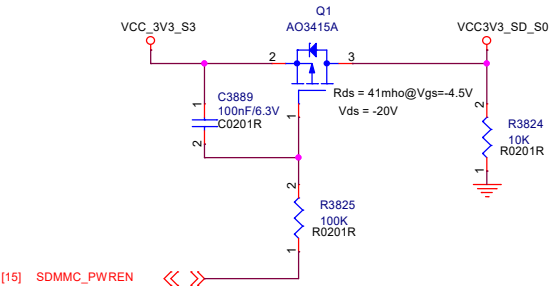 Q1
AO3415A
VCC_3V3_S3
VCC3V3_SD_S0
2
3
Rds = 41mho@Vgs=-4.5V
Vds = -20V
1
C3889
100nF/6.3V
C0201R
2
1
2
R3824
10K
R0201R
1
2
R3825
100K
R0201R
1
[15] SDMMC_PWREN